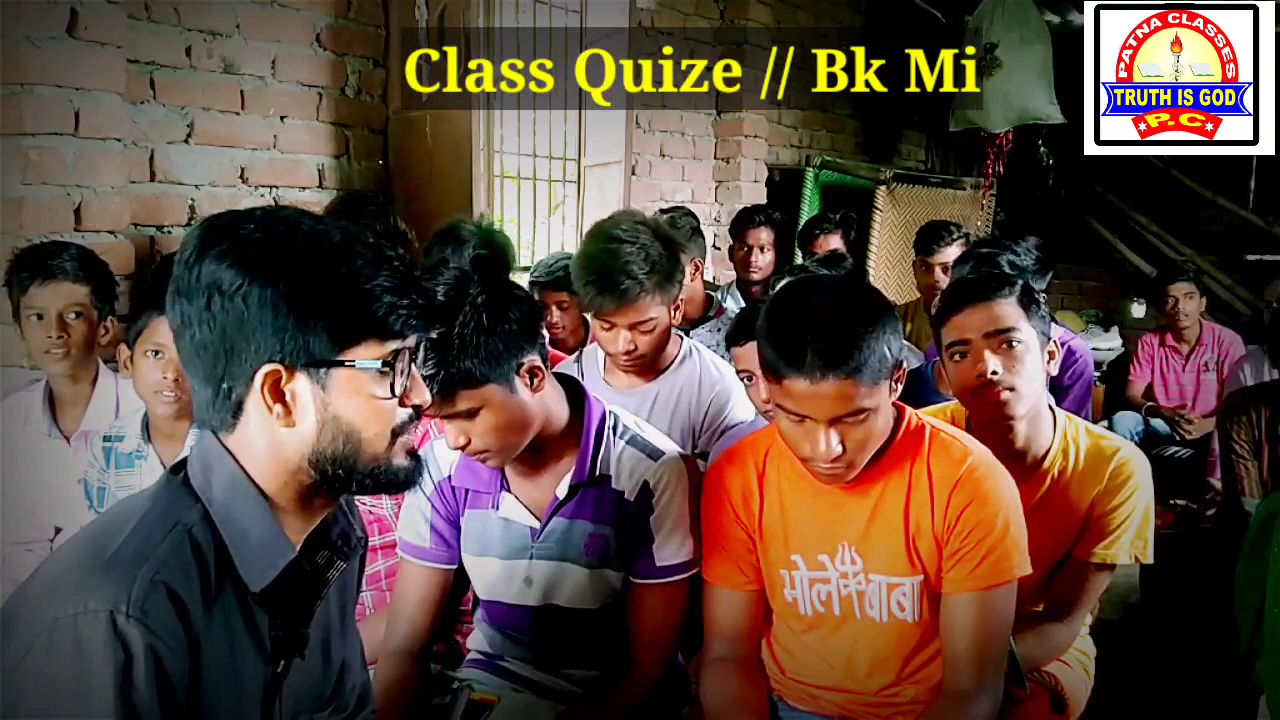 Class Quize // Bk Mi
PATNA CLASSES
TRUTH IS GOD
P.C
भोले बाबा